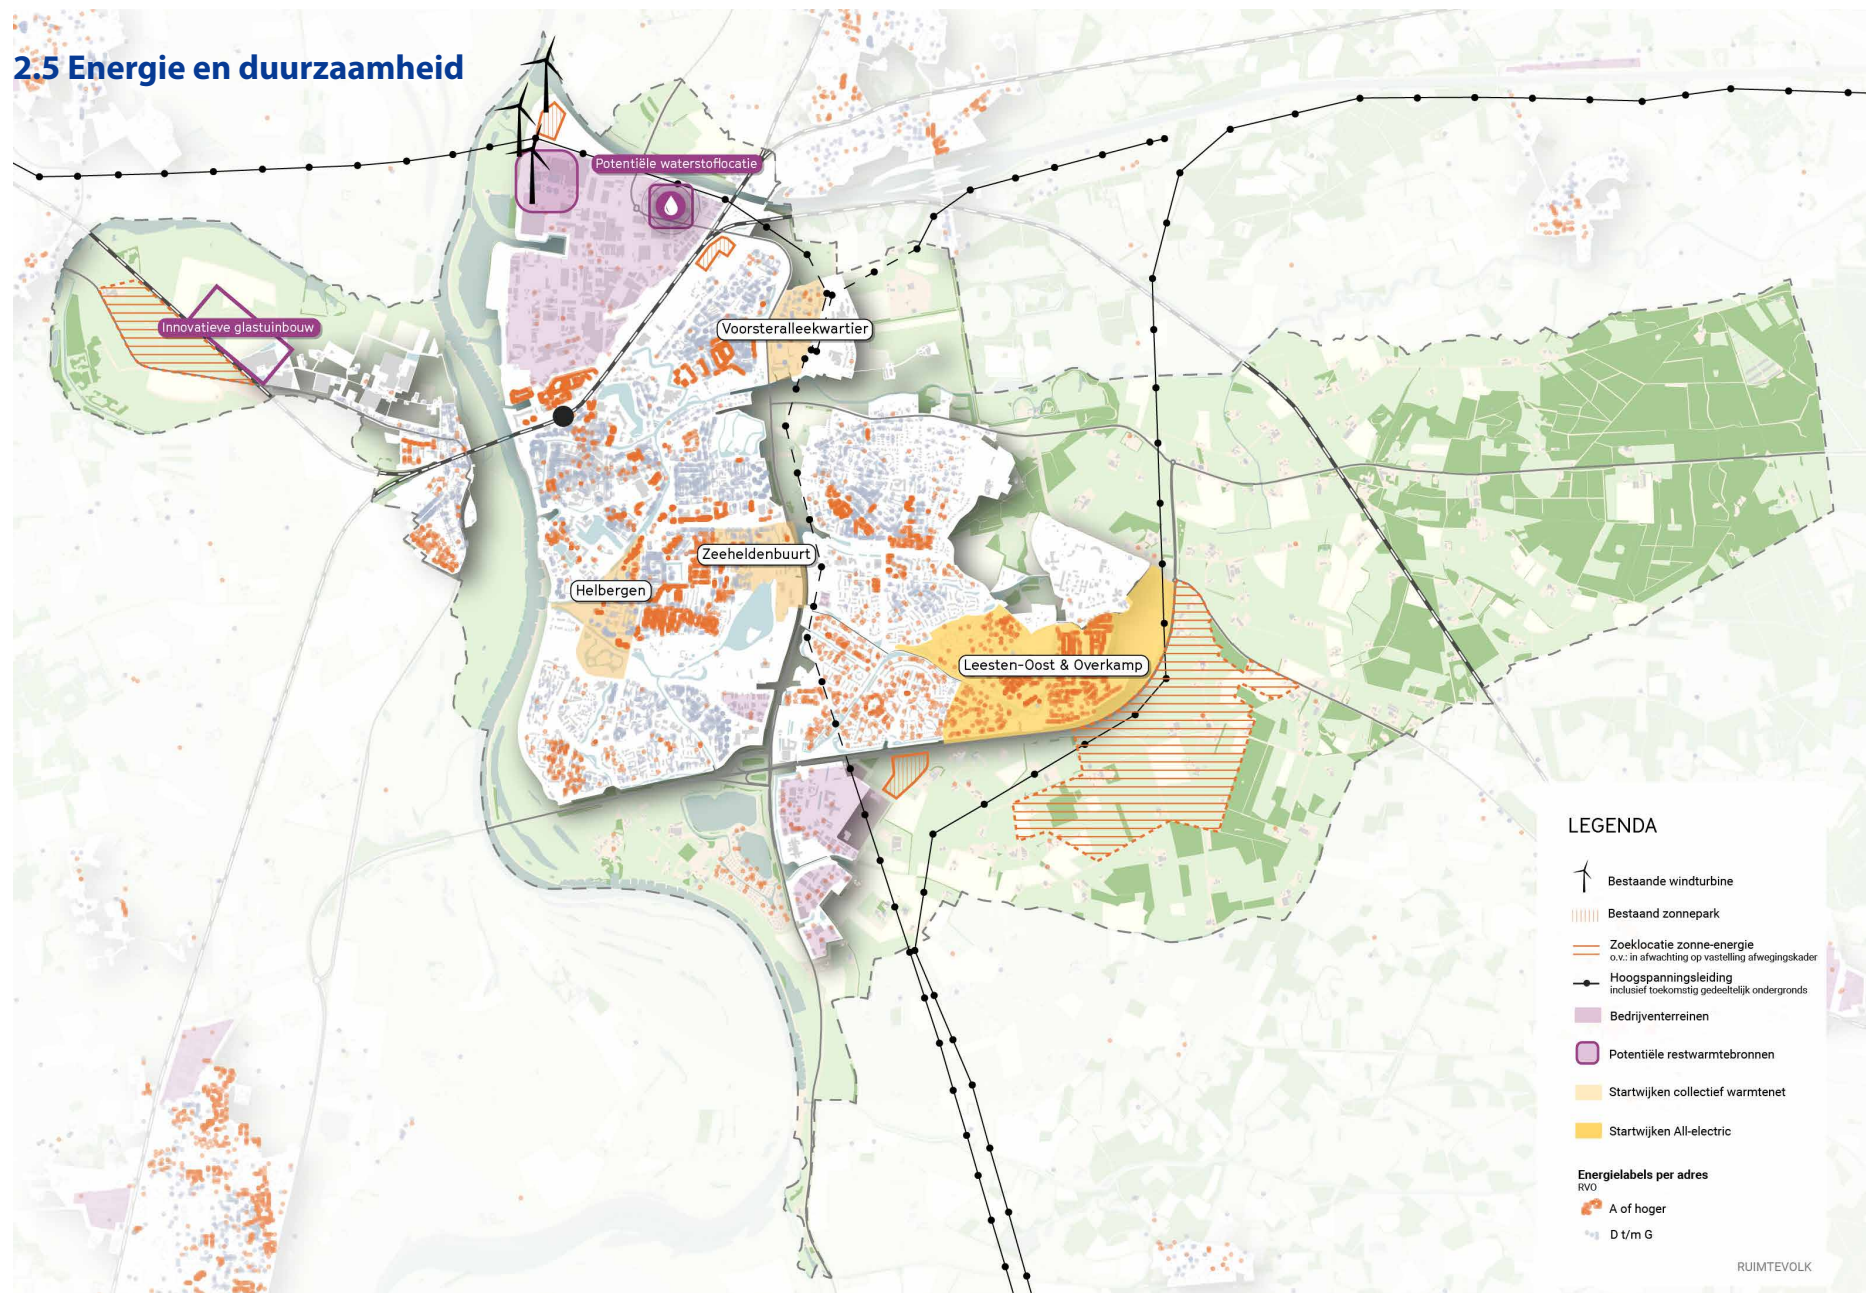 2.5 Energie en duurzaamheid
Potentiële waterstoflocatie
Innovatieve glastuinbouw
Voorsteralleekwartier
Zeeheldenbuurt
Helbergen
Leesten-Oost & Overkamp
LEGENDA
Bestaande windturbine
Bestaand zonnepark
Zoeklocatie zonne-energie
o.v.: in afwachting op vastelling afwegingskader
Hoogspanningsleiding
inclusief toekomstig gedeeltelijk ondergronds
Bedrijventerreinen
Potentiële restwarmtebronnen
Startwijken collectief warmtenet
Startwijken All-electric
Energielabels per adres
RVO
A of hoger
D t/m G
RUIMTEVOLK